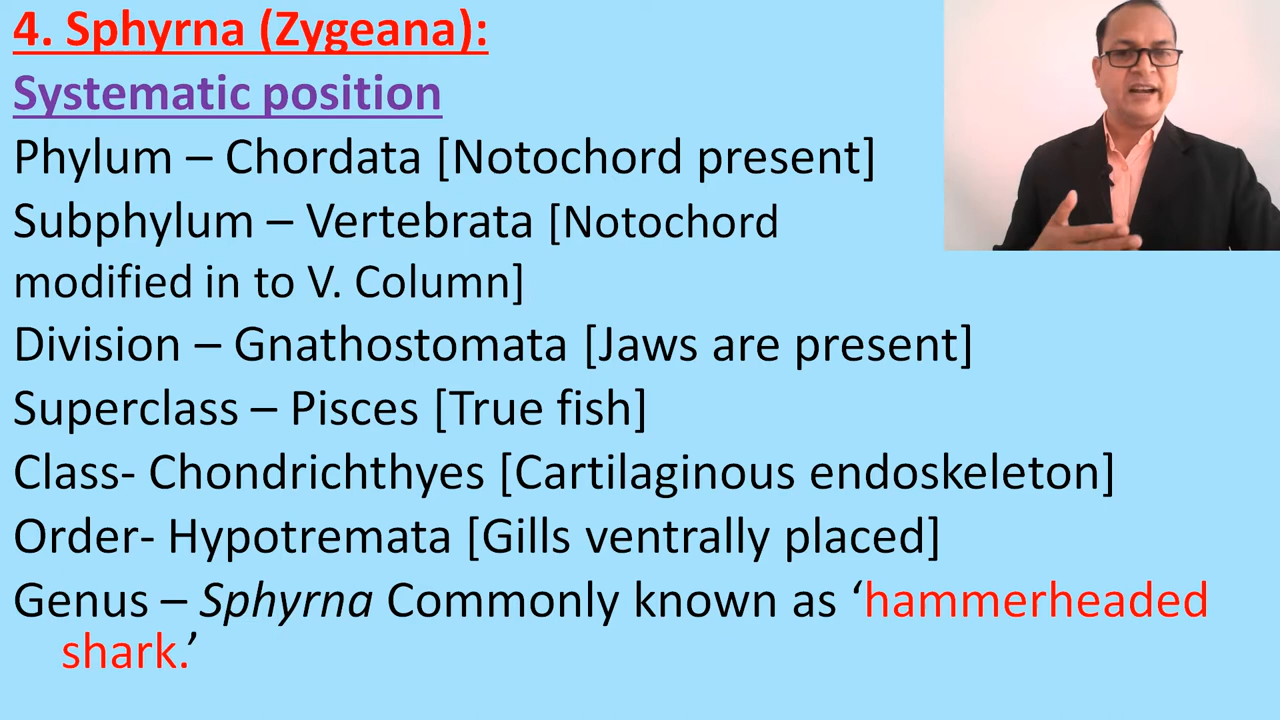 4. Sphyrna (Zygeana):
Systematic position
Phylum – Chordata [Notochord present]
Subphylum – Vertebrata [Notochord
modified in to V. Column]
Division – Gnathostomata [Jaws are present]
Superclass – Pisces [True fish]
Class- Chondrichthyes [Cartilaginous endoskeleton]
Order- Hypotremata [Gills ventrally placed]
Genus – Sphyrna Commonly known as ‘hammerheaded
shark.’